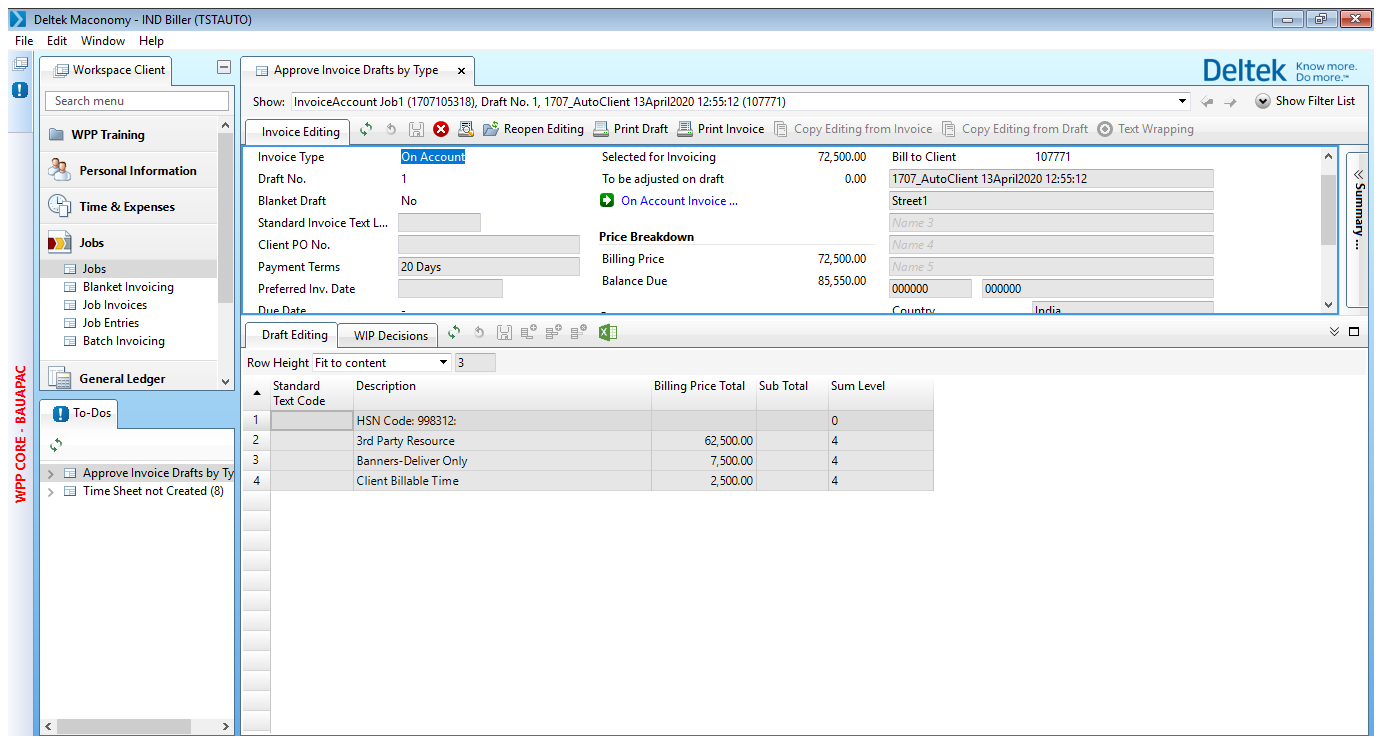 Deltek Maconomy - IND Biller (TSTAUTO)
File Edit Window Help
Workspace Client
Search menu
WPP Training
Personal Information
Time & Expenses
Jobs
Jobs
Blanket Invoicing
Job Invoices
Job Entries
Batch Invoicing
General Ledger
To-Dos
Approve Invoice Drafts by Ty
Time Sheet not Created (8)
WPP CORE - BAUAPAC
Approve Invoice Drafts by Type
Deltek Know more. Do more.™
Show: InvoiceAccount Job1 (1707105318), Draft No. 1, 1707_AutoClient 13April2020 12:55:12 (107771) Show Filter List
Invoice Editing Reopen Editing Print Draft Print Invoice Copy Editing from Invoice Copy Editing from Draft Text Wrapping
Invoice Type On Account Selected for Invoicing 72,500.00 Bill to Client 107771
Draft No. 1 To be adjusted on draft 0.00 1707_AutoClient 13April2020 12:55:12
Blanket Draft No On Account Invoice ... Street1
Standard Invoice Text L... Name 3
Client PO No. Price Breakdown Name 4
Payment Terms 20 Days Billing Price 72,500.00 Name 5
Preferred Inv. Date Balance Due 85,550.00 000000 000000
Due Date - Country India
Summary ...
Draft Editing WIP Decisions
Row Height Fit to content 3
Standard Text Code Description Billing Price Total Sub Total Sum Level
1 HSN Code: 998312: 0
2 3rd Party Resource 62,500.00 4
3 Banners-Deliver Only 7,500.00 4
4 Client Billable Time 2,500.00 4